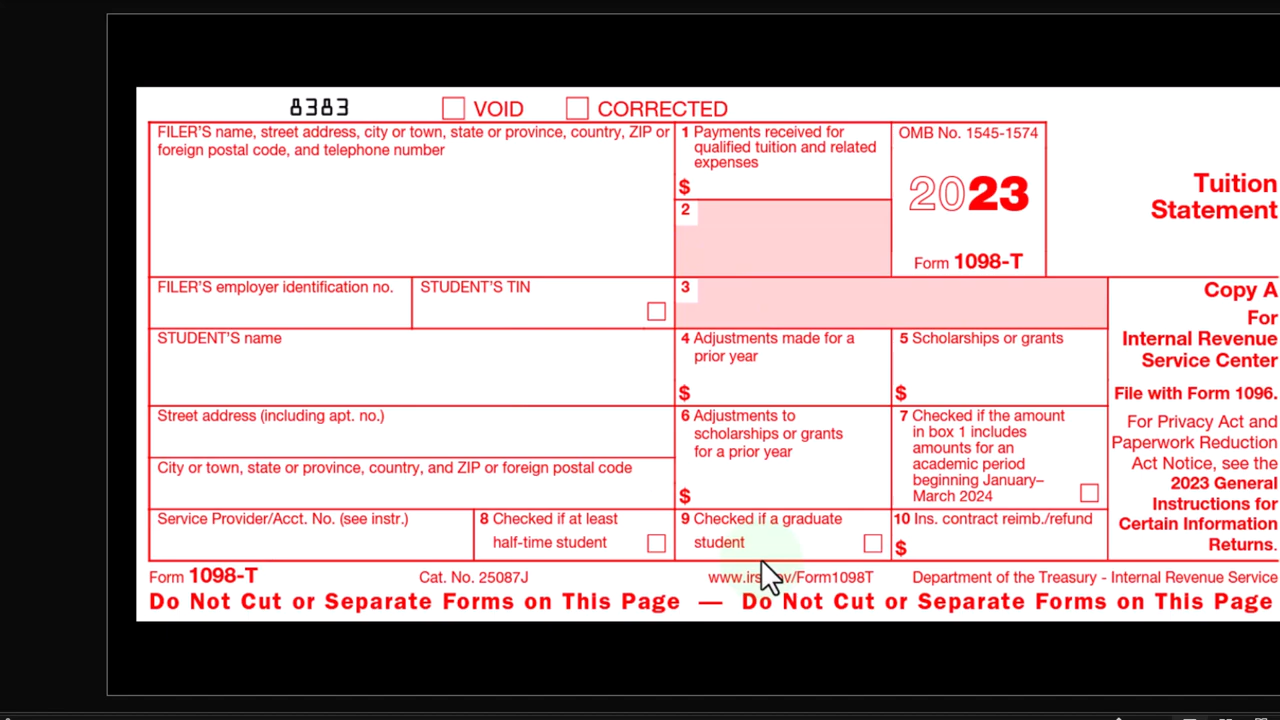 8383 VOID CORRECTED
FILER'S name, street address, city or town, state or province, country, ZIP or
foreign postal code, and telephone number
1 Payments received for
qualified tuition and related
expenses
$
2
OMB No. 1545-1574
2023
Form 1098-T
Tuition
Statement
FILER'S employer identification no.
STUDENT'S TIN
3
Copy A
For
Internal Revenue
Service Center
File with Form 1096.
For Privacy Act and
Paperwork Reduction
Act Notice, see the
2023 General
Instructions for
Certain Information
Returns.
STUDENT'S name
4 Adjustments made for a
prior year
$
5 Scholarships or grants
$
Street address (including apt. no.)
City or town, state or province, country, and ZIP or foreign postal code
6 Adjustments to
scholarships or grants
for a prior year
$
7 Checked if the amount
in box 1 includes
amounts for an
academic period
beginning January–
March 2024
Service Provider/Acct. No. (see instr.)
8 Checked if at least
half-time student
9 Checked if a graduate
student
10 Ins. contract reimb./refund
$
Form 1098-T Cat. No. 25087J Department of the Treasury - Internal Revenue Service
Do Not Cut or Separate Forms on This Page — Do Not Cut or Separate Forms on This Page